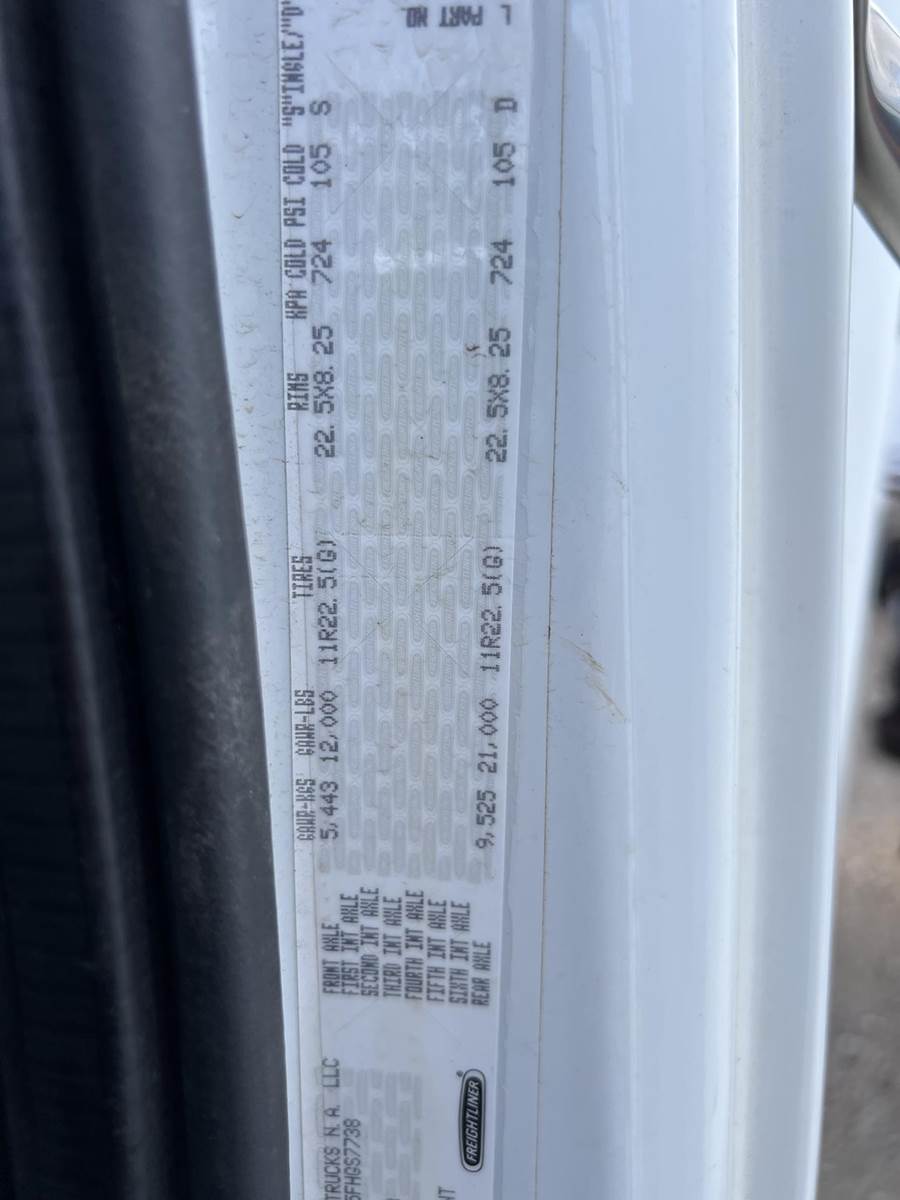 TRUCKS N.A. LLC
5FHGS7738
NT
FREIGHTLINER®
GAWR-KGS GAWR-LBS TIRES RIMS KPA COLD PSI COLD "S"INGLE/"D"
FRONT AXLE 5,443 12,000 11R22.5(G) 22.5X8.25 724 105 S
FIRST INT AXLE
SECOND INT AXLE
THIRD INT AXLE
FOURTH INT AXLE
FIFTH INT AXLE
SIXTH INT AXLE
REAR AXLE 9,525 21,000 11R22.5(G) 22.5X8.25 724 105 D
L PART NO.